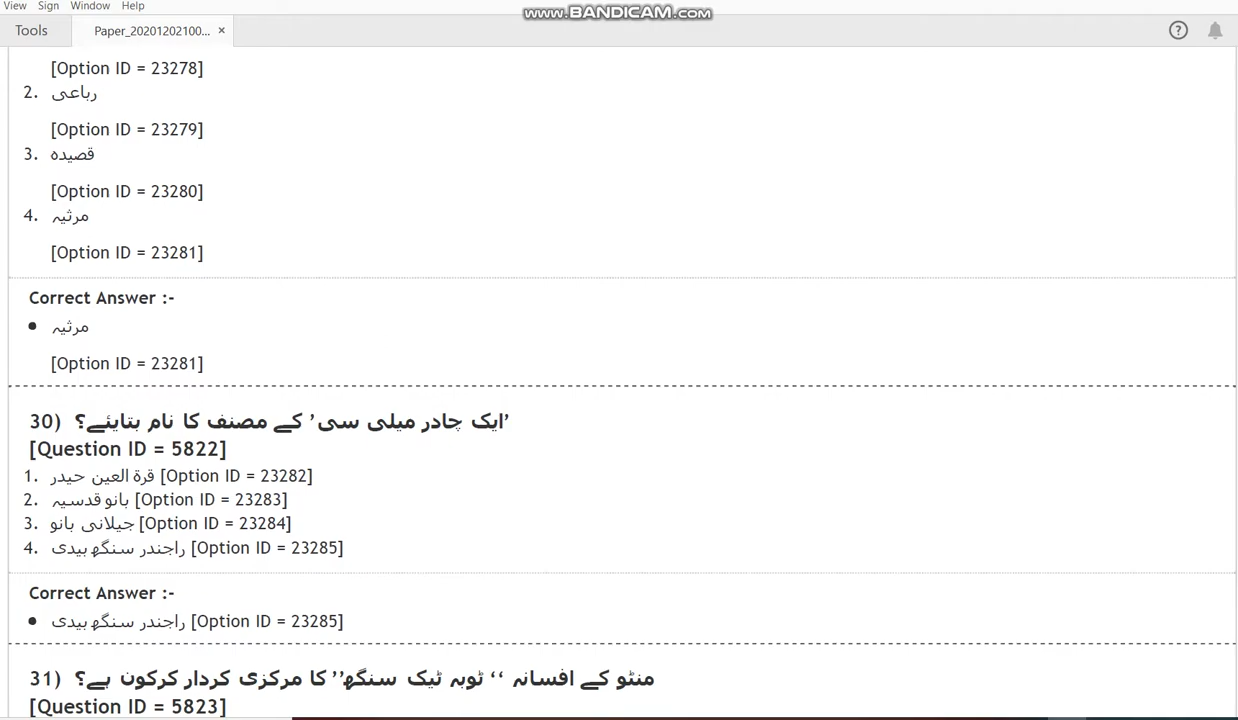 View Sign Window Help
www.BANDICAM.com
Tools Paper_20201202100... ×
[Option ID = 23278]
2. رباعی
[Option ID = 23279]
3. قصیدہ
[Option ID = 23280]
4. مرثیہ
[Option ID = 23281]
Correct Answer :-
• مرثیہ
[Option ID = 23281]
30) ’ایک چادر میلی سی’ کے مصنف کا نام بتایئے؟
[Question ID = 5822]
1. قرۃ العین حیدر [Option ID = 23282]
2. بانو قدسیہ [Option ID = 23283]
3. جیلانی بانو [Option ID = 23284]
4. راجندر سنگھ بیدی [Option ID = 23285]
Correct Answer :-
• راجندر سنگھ بیدی [Option ID = 23285]
31) منٹو کے افسانہ ‘‘ ٹوبہ ٹیک سنگھ’’ کا مرکزی کردار کرکون ہے؟
[Question ID = 5823]